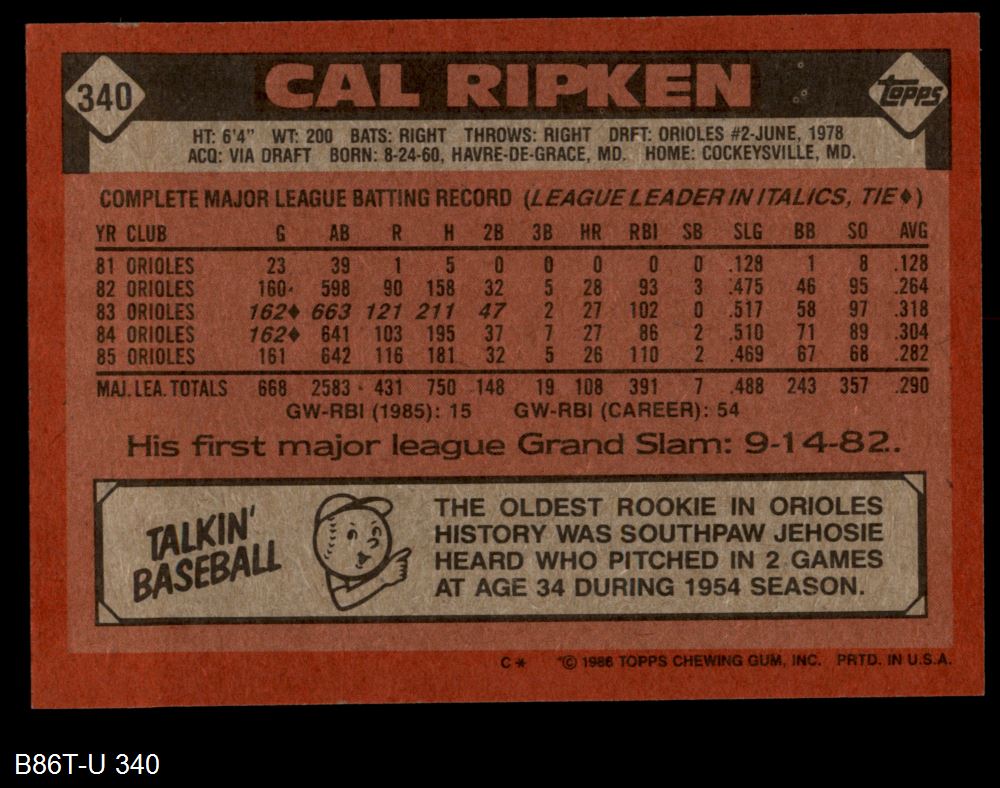 340
CAL RIPKEN
Topps
HT: 6'4" WT: 200 BATS: RIGHT THROWS: RIGHT DRFT: ORIOLES #2-JUNE, 1978
ACQ: VIA DRAFT BORN: 8-24-60, HAVRE-DE-GRACE, MD. HOME: COCKEYSVILLE, MD.
COMPLETE MAJOR LEAGUE BATTING RECORD (LEAGUE LEADER IN ITALICS, TIE♦)
YR CLUB G AB R H 2B 3B HR RBI SB SLG BB SO AVG
81 ORIOLES 23 39 1 5 0 0 0 0 0 .128 1 8 .128
82 ORIOLES 160 598 90 158 32 5 28 93 3 .475 46 95 .264
83 ORIOLES 162♦ 663 121 211 47 2 27 102 0 .517 58 97 .318
84 ORIOLES 162♦ 641 103 195 37 7 27 86 2 .510 71 89 .304
85 ORIOLES 161 642 116 181 32 5 26 110 2 .469 67 68 .282
MAJ. LEA. TOTALS 668 2583 431 750 148 19 108 391 7 .488 243 357 .290
GW-RBI (1985): 15 GW-RBI (CAREER): 54
His first major league Grand Slam: 9-14-82.
TALKIN'
BASEBALL
THE OLDEST ROOKIE IN ORIOLES
HISTORY WAS SOUTHPAW JEHOSIE
HEARD WHO PITCHED IN 2 GAMES
AT AGE 34 DURING 1954 SEASON.
C* *© 1986 TOPPS CHEWING GUM, INC. PRTD. IN U.S.A.
B86T-U 340